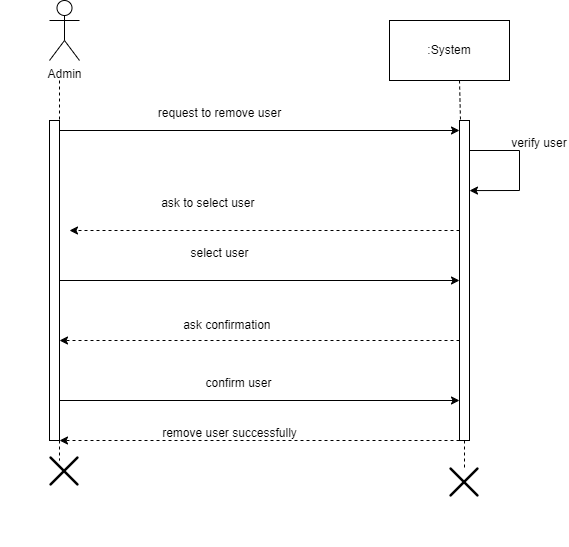 Admin
:System
request to remove user
verify user
ask to select user
select user
ask confirmation
confirm user
remove user successfully